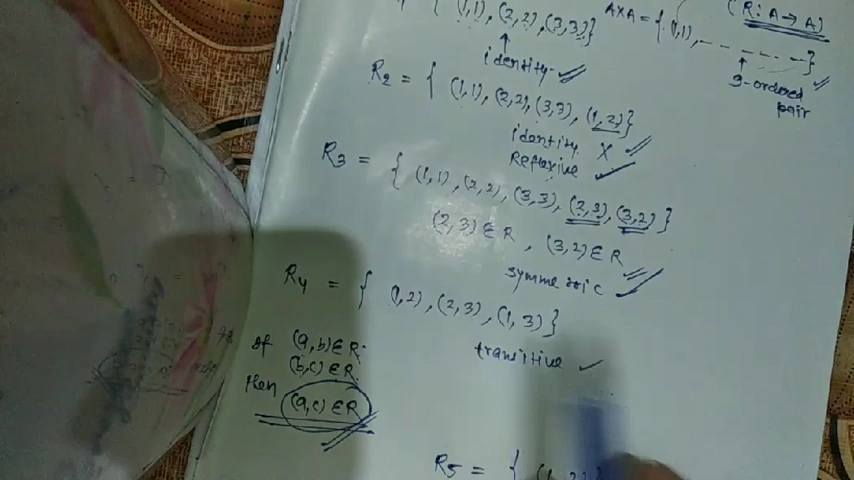 { (1,1), (2,2), (3,3)}
A×A = { (1,1), - - - - - - }
(R: A → A)
identity
9-ordered
pair
R2 = { (1,1), (2,2), (3,3), (1,2)}
identity X
Reflexive
R3 = { (1,1), (2,2), (3,3), (2,3), (3,2)}
(2,3) ∈ R , (3,2) ∈ R
symmetric
R4 = { (1,2), (2,3), (1,3)}
transitive
If (a,b) ∈ R
(b,c) ∈ R
then
(a,c) ∈ R
R5 = {